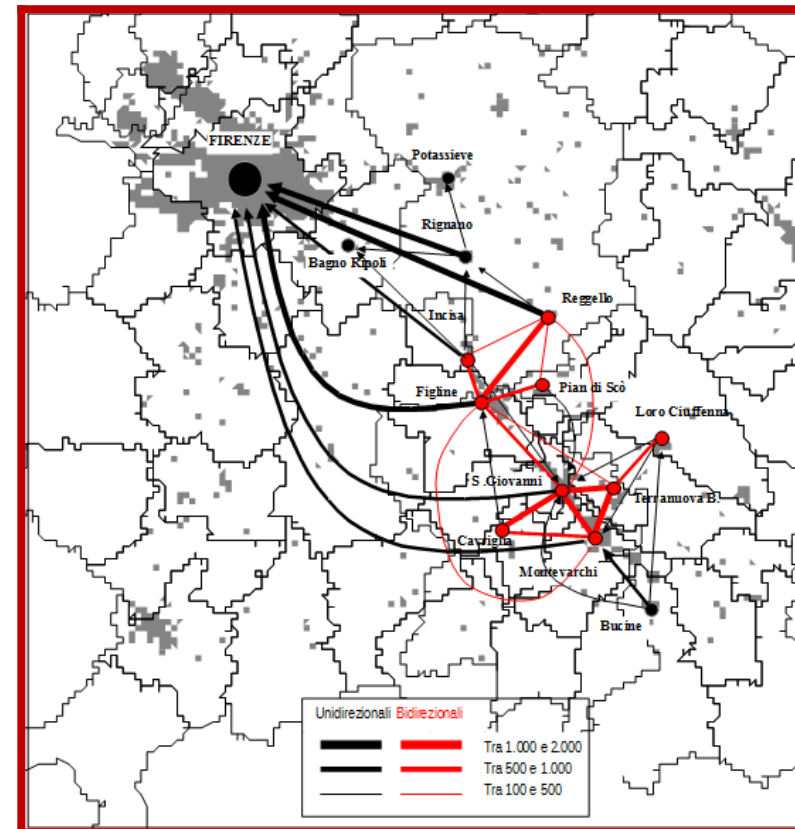 FIRENZE
Potassieve
Rignano
Bagno Ripoli
Reggello
Incisa
Pian di Scò
Figline
Loro Ciuffenna
S .Giovanni
Terranuova B.
Cavriglia
Montevarchi
Bucine
Unidirezionali Bidirezionali
Tra 1.000 e 2.000
Tra 500 e 1.000
Tra 100 e 500